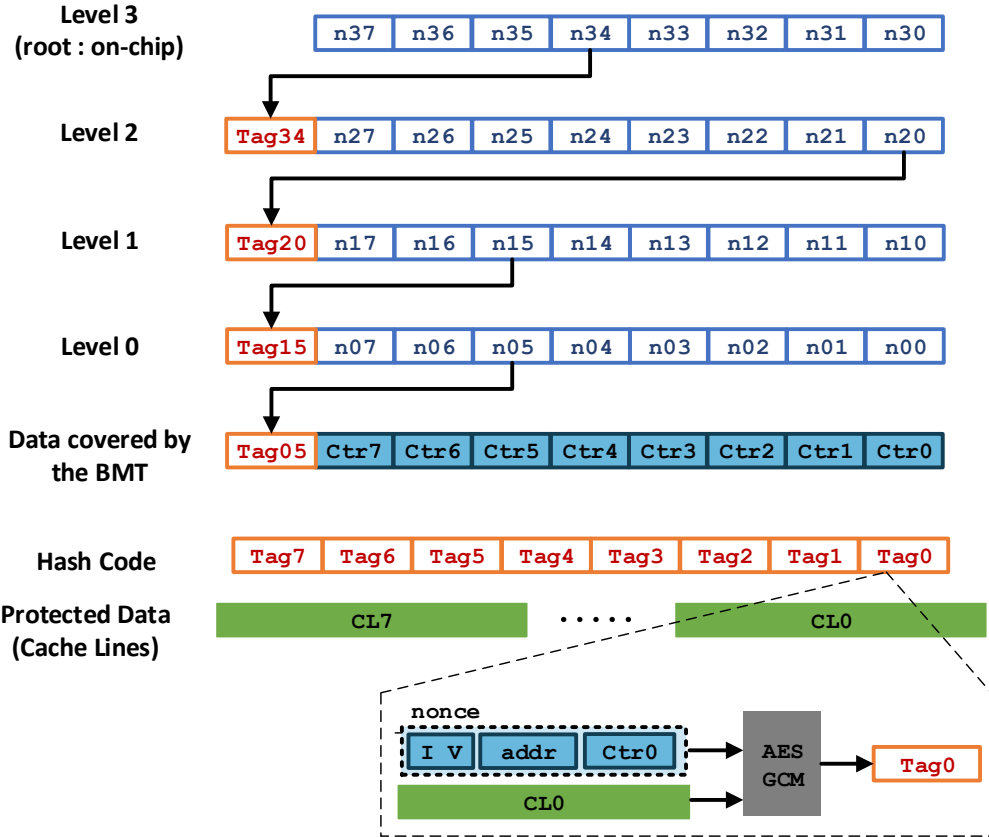 Level 3
(root : on-chip)
n37 n36 n35 n34 n33 n32 n31 n30
Level 2
Tag34 n27 n26 n25 n24 n23 n22 n21 n20
Level 1
Tag20 n17 n16 n15 n14 n13 n12 n11 n10
Level 0
Tag15 n07 n06 n05 n04 n03 n02 n01 n00
Data covered by
the BMT
Tag05 Ctr7 Ctr6 Ctr5 Ctr4 Ctr3 Ctr2 Ctr1 Ctr0
Hash Code
Tag7 Tag6 Tag5 Tag4 Tag3 Tag2 Tag1 Tag0
Protected Data
(Cache Lines)
CL7 ..... CL0
nonce
I V addr Ctr0
CL0
AES
GCM
Tag0